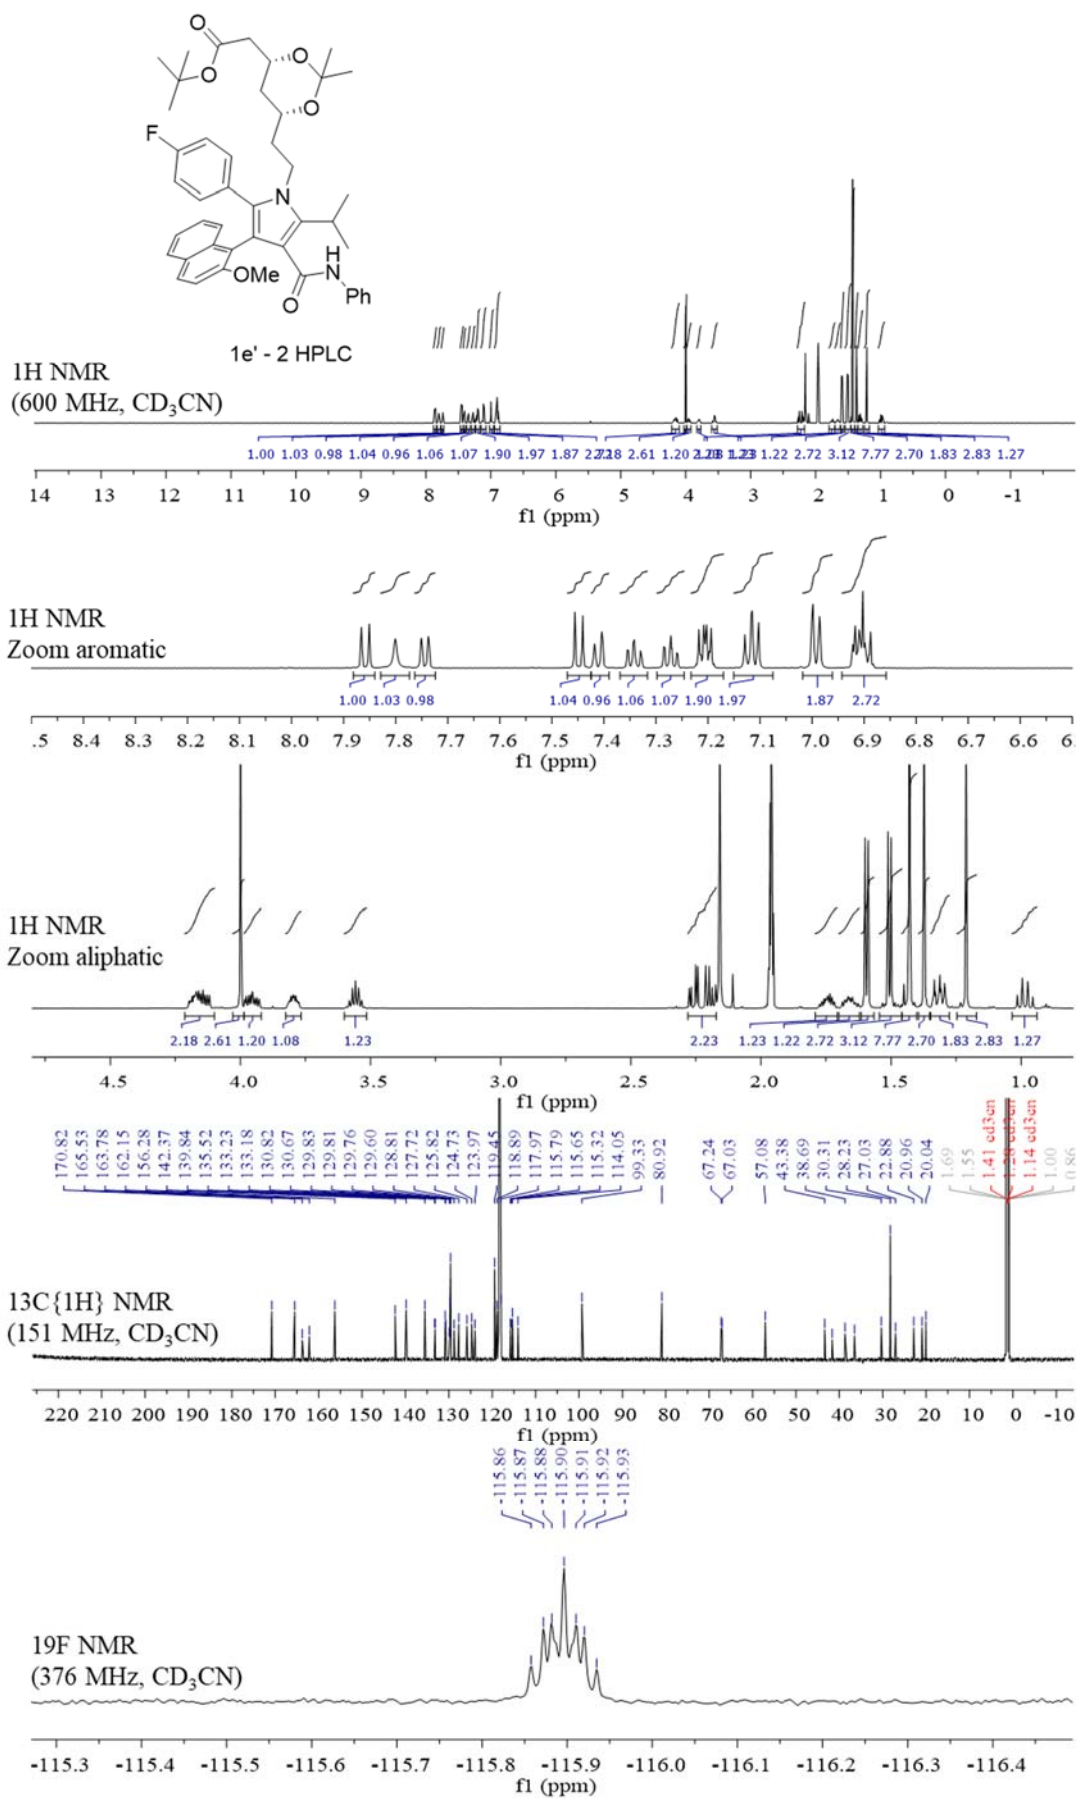 O
O
O
O
F
N
H
N
OMe
O
Ph
1e' - 2 HPLC
1H NMR
(600 MHz, CD3CN)
1.00 1.03 0.98 1.04 0.96 1.06 1.07 1.90 1.97 1.87 2.18 2.61 1.20 1.22 2.72 3.12 7.77 2.70 1.83 2.83 1.27
14 13 12 11 10 9 8 7 6 5 4 3 2 1 0 -1
f1 (ppm)
1H NMR
Zoom aromatic
1.00 1.03 0.98 1.04 0.96 1.06 1.07 1.90 1.97 1.87 2.72
.5 8.4 8.3 8.2 8.1 8.0 7.9 7.8 7.7 7.6 7.5 7.4 7.3 7.2 7.1 7.0 6.9 6.8 6.7 6.6 6.
f1 (ppm)
1H NMR
Zoom aliphatic
2.18 2.61 1.20 1.08 1.23 2.23 1.23 1.22 2.72 3.12 7.77 2.70 1.83 2.83 1.27
4.5 4.0 3.5 3.0 2.5 2.0 1.5 1.0
f1 (ppm)
170.82 165.53 163.78 162.15 156.28 142.37 139.84 135.52 133.23 133.18 130.82 130.67 129.83 129.81 129.76 129.60 128.81 127.72 125.82 124.73 123.97 119.45 118.89 117.97 115.79 115.65 115.32 114.05 99.33 80.92 67.24 67.03 57.08 43.38 38.69 30.31 28.23 27.03 22.88 20.96 20.04 1.69 1.55 1.41 cd3cn 1.28 cd3cn 1.14 cd3cn 1.00 0.86
13C{1H} NMR
(151 MHz, CD3CN)
220 210 200 190 180 170 160 150 140 130 120 110 100 90 80 70 60 50 40 30 20 10 0 -10
f1 (ppm)
-115.86 -115.87 -115.88 -115.90 -115.91 -115.92 -115.93
19F NMR
(376 MHz, CD3CN)
-115.3 -115.4 -115.5 -115.6 -115.7 -115.8 -115.9 -116.0 -116.1 -116.2 -116.3 -116.4
f1 (ppm)